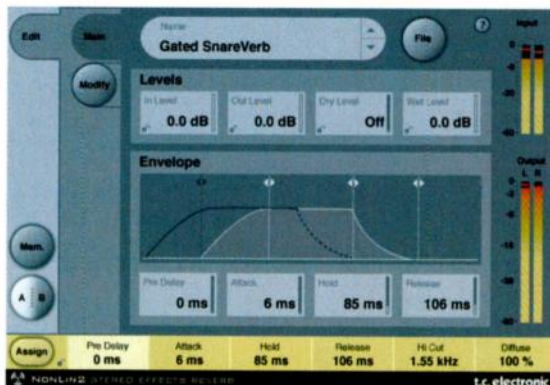 Edit
Main
Name
Gated SnareVerb
File
?
Input
Modify
Levels
In Level
Out Level
Dry Level
Wet Level
0.0 dB
0.0 dB
Off
0.0 dB
Envelope
Output
L R
Pre Delay
Attack
Hold
Release
0 ms
6 ms
85 ms
106 ms
Mem.
A B
Assign
Pre Delay
Attack
Hold
Release
Hi Cut
Diffuse
0 ms
6 ms
85 ms
106 ms
1.55 kHz
100 %
NONLIN2 STEREO EFFECTS REVERB
t.c. electronic